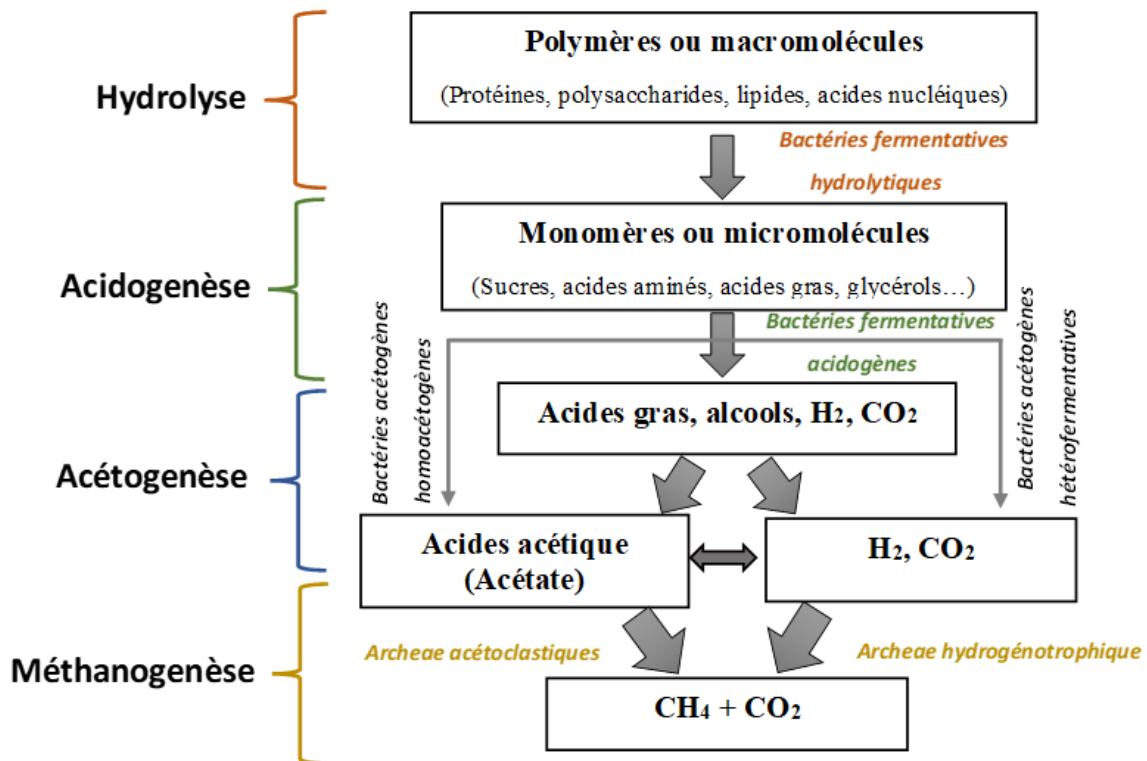 Hydrolyse
Polymères ou macromolécules
(Protéines, polysaccharides, lipides, acides nucléiques)
Bactéries fermentatives
hydrolytiques
Acidogenèse
Monomères ou micromolécules
(Sucres, acides aminés, acides gras, glycérols…)
Bactéries fermentatives
acidogènes
Bactéries acétogènes
homoacétogènes
Bactéries acétogènes
hétérofermentatives
Acétogenèse
Acides gras, alcools, H₂, CO₂
Acides acétique
(Acétate)
H₂, CO₂
Méthanogenèse
Archeae acétoclastiques
Archeae hydrogénotrophique
CH₄ + CO₂